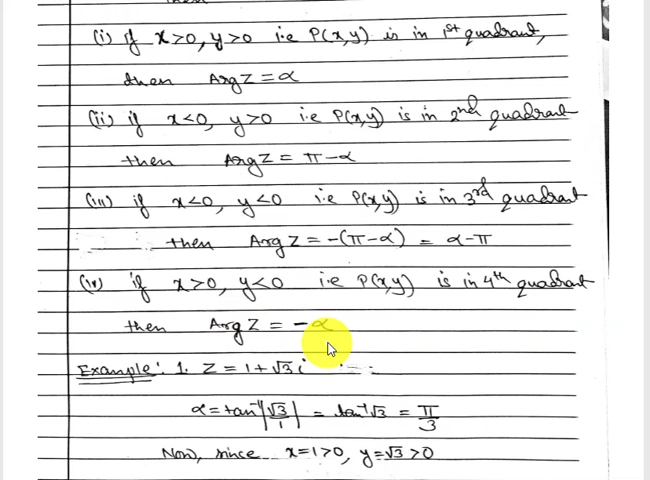 (i) if x>0, y>0 i.e P(x,y) is in 1st quadrant,
then Arg Z = α
(ii) if x<0, y>0 i.e P(x,y) is in 2nd quadrant
then Arg Z = π-α
(iii) if x<0, y<0 i.e P(x,y) is in 3rd quadrant
then Arg Z = -(π-α) = α-π
(iv) if x>0, y<0 i.e P(x,y) is in 4th quadrant
then Arg Z = -α
Example: 1. Z = 1+√3i
α = tan⁻¹|√3/1| = tan⁻¹√3 = π/3
Now, since x=1>0, y=√3>0